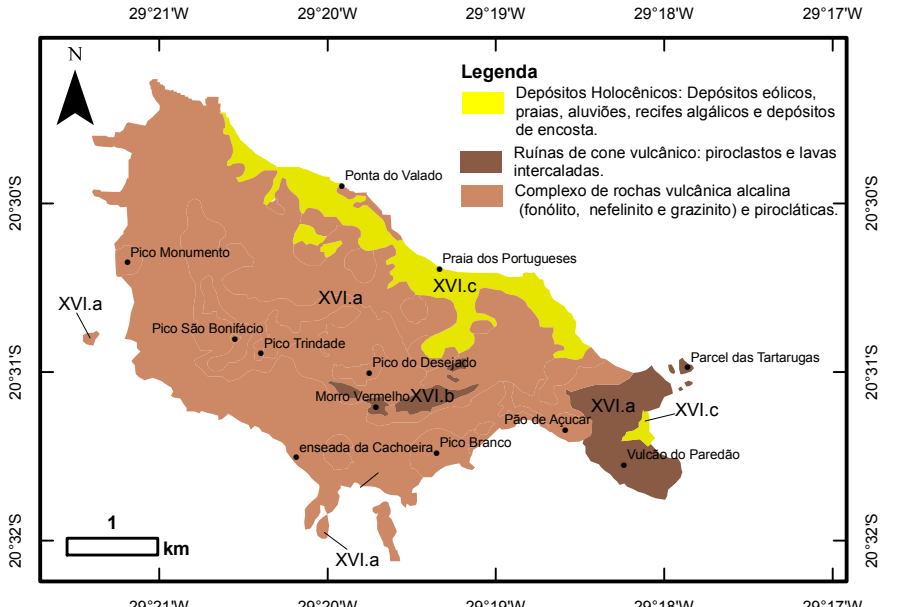 29°21'W 29°20'W 29°19'W 29°18'W 29°17'W
N
Legenda
Depósitos Holocênicos: Depósitos eólicos,
praias, aluviões, recifes algálicos e depósitos
de encosta.
Ruínas de cone vulcânico: piroclastos e lavas
intercaladas.
Complexo de rochas vulcânica alcalina
(fonólito, nefelinito e grazinito) e pirocláticas.
20°30'S 20°30'S
Ponta do Valado
Pico Monumento
Praia dos Portugueses
XVI.c
XVI.a
XVI.a
Pico São Bonifácio
Pico Trindade
Parcel das Tartarugas
20°31'S 20°31'S
Pico do Desejado
Morro Vermelho
XVI.b
XVI.a
XVI.c
Pão de Açucar
enseada da Cachoeira
Pico Branco
Vulcão do Paredão
1
km
20°32'S 20°32'S
XVI.a
29°21'W 29°20'W 29°19'W 29°18'W 29°17'W